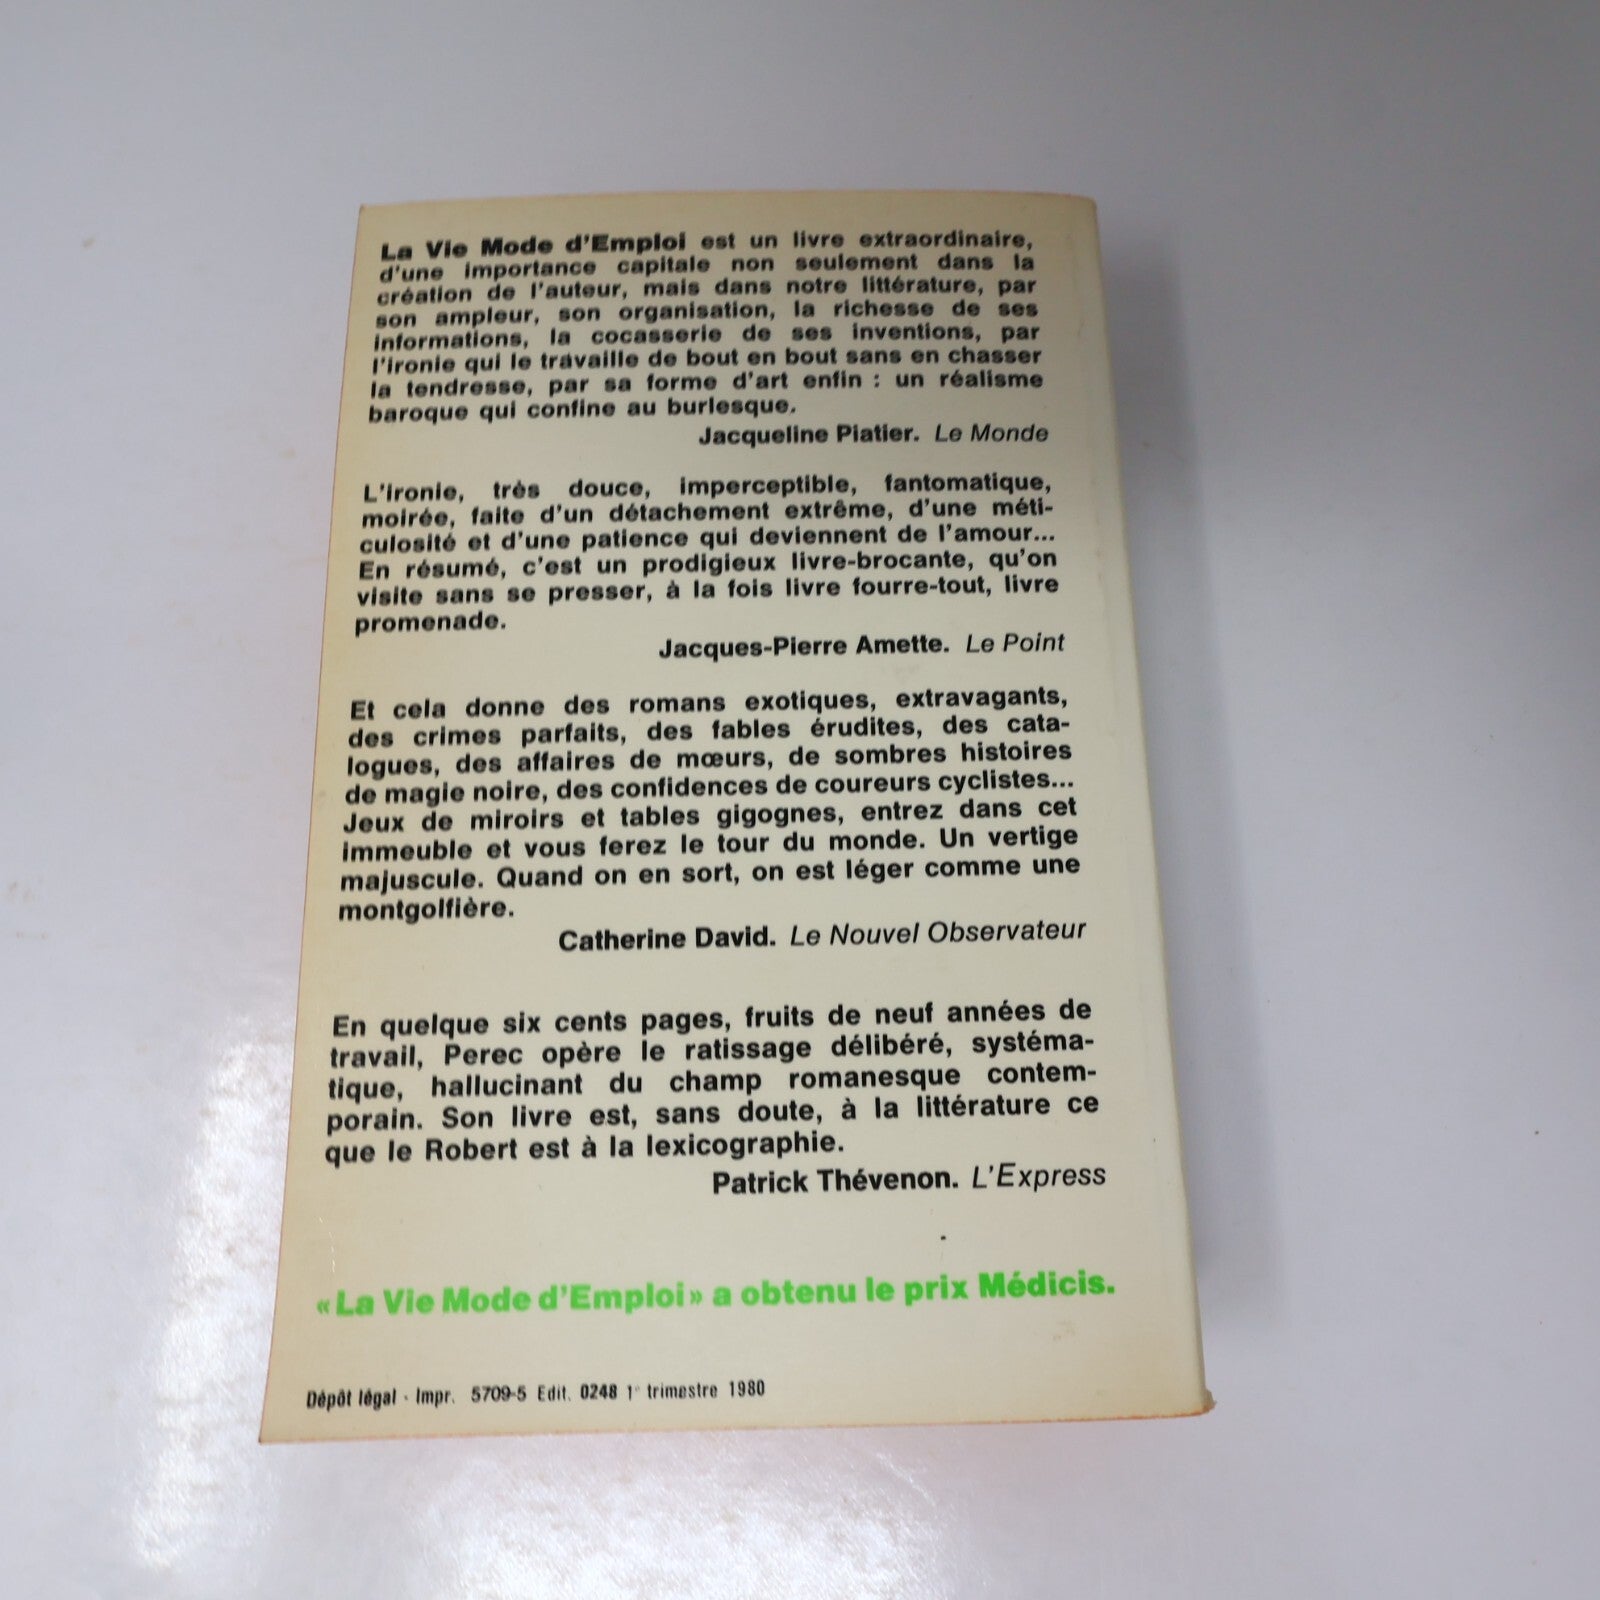 La Vie Mode d'Emploi est un livre extraordinaire,
d'une importance capitale non seulement dans la
création de l'auteur, mais dans notre littérature, par
son ampleur, son organisation, la richesse de ses
informations, la cocasserie de ses inventions, par
l'ironie qui le travaille de bout en bout sans en chasser
la tendresse, par sa forme d'art enfin : un réalisme
baroque qui confine au burlesque.
Jacqueline Piatier. Le Monde
L'ironie, très douce, imperceptible, fantomatique,
moirée, faite d'un détachement extrême, d'une méti-
culosité et d'une patience qui deviennent de l'amour...
En résumé, c'est un prodigieux livre-brocante, qu'on
visite sans se presser, à la fois livre fourre-tout, livre
promenade.
Jacques-Pierre Amette. Le Point
Et cela donne des romans exotiques, extravagants,
des crimes parfaits, des fables érudites, des cata-
logues, des affaires de mœurs, de sombres histoires
de magie noire, des confidences de coureurs cyclistes...
Jeux de miroirs et tables gigognes, entrez dans cet
immeuble et vous ferez le tour du monde. Un vertige
majuscule. Quand on en sort, on est léger comme une
montgolfière.
Catherine David. Le Nouvel Observateur
En quelque six cents pages, fruits de neuf années de
travail, Perec opère le ratissage délibéré, systéma-
tique, hallucinant du champ romanesque contem-
porain. Son livre est, sans doute, à la littérature ce
que le Robert est à la lexicographie.
Patrick Thévenon. L'Express
« La Vie Mode d'Emploi » a obtenu le prix Médicis.
Dépôt légal - Impr. 5709-5 Edit. 0248 1er trimestre 1980